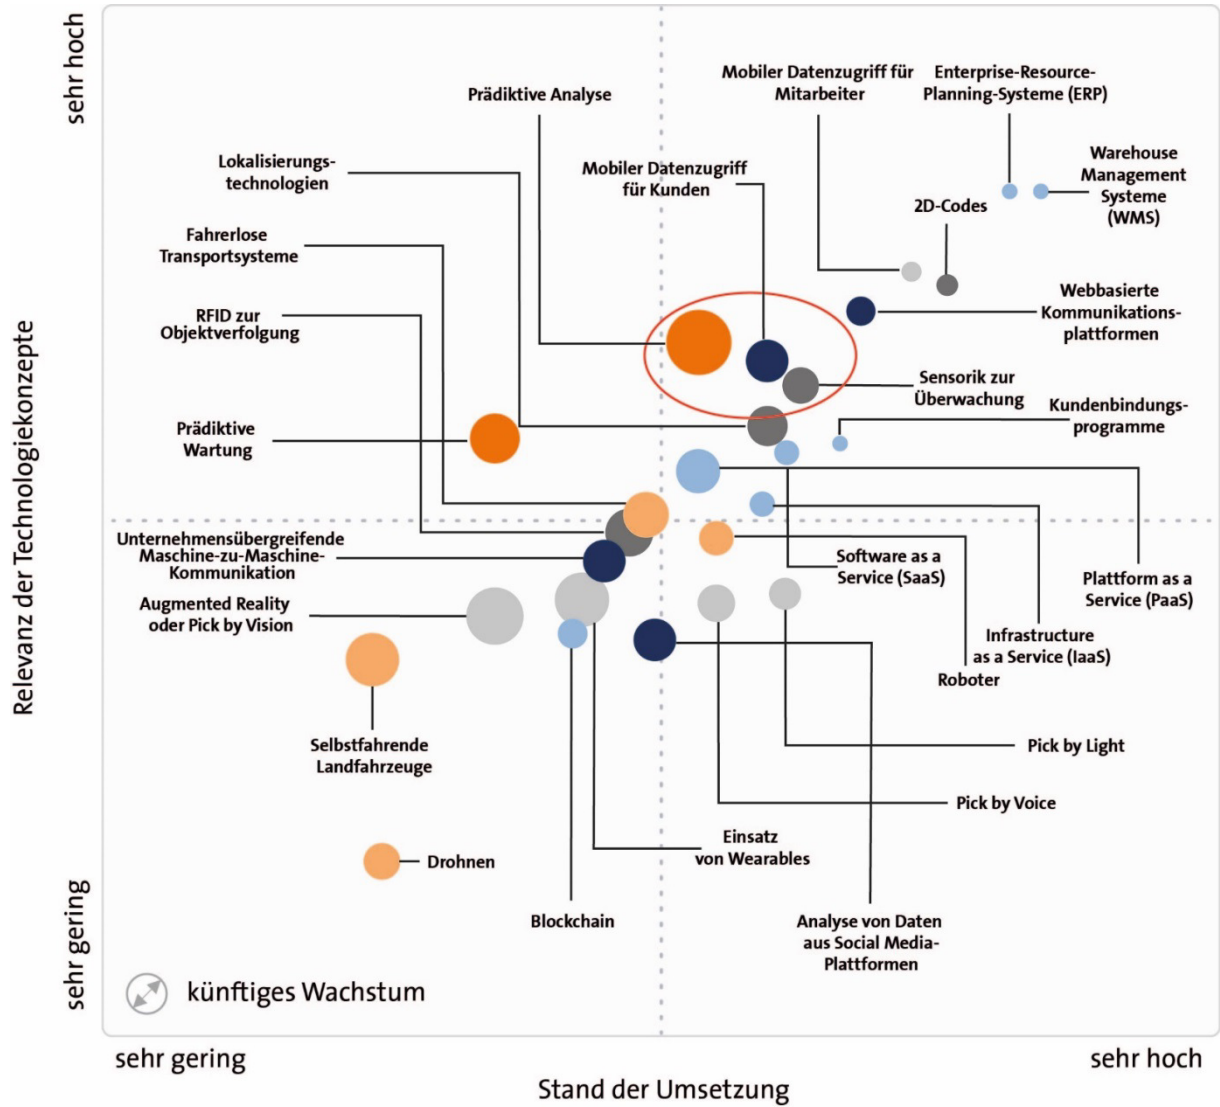 sehr hoch
Relevanz der Technologiekonzepte
sehr gering
Prädiktive Analyse
Mobiler Datenzugriff für
Mitarbeiter
Enterprise-Resource-
Planning-Systeme (ERP)
Lokalisierungs-
technologien
Mobiler Datenzugriff
für Kunden
Warehouse
Management
Systeme
(WMS)
2D-Codes
Fahrerlose
Transportsysteme
Webbasierte
Kommunikations-
plattformen
RFID zur
Objektverfolgung
Sensorik zur
Überwachung
Kundenbindungs-
programme
Prädiktive
Wartung
Unternehmensübergreifende
Maschine-zu-Maschine-
Kommunikation
Software as a
Service (SaaS)
Plattform as a
Service (PaaS)
Augmented Reality
oder Pick by Vision
Infrastructure
as a Service (IaaS)
Roboter
Selbstfahrende
Landfahrzeuge
Pick by Light
Pick by Voice
Einsatz
von Wearables
Drohnen
Blockchain
Analyse von Daten
aus Social Media-
Plattformen
künftiges Wachstum
sehr gering
sehr hoch
Stand der Umsetzung